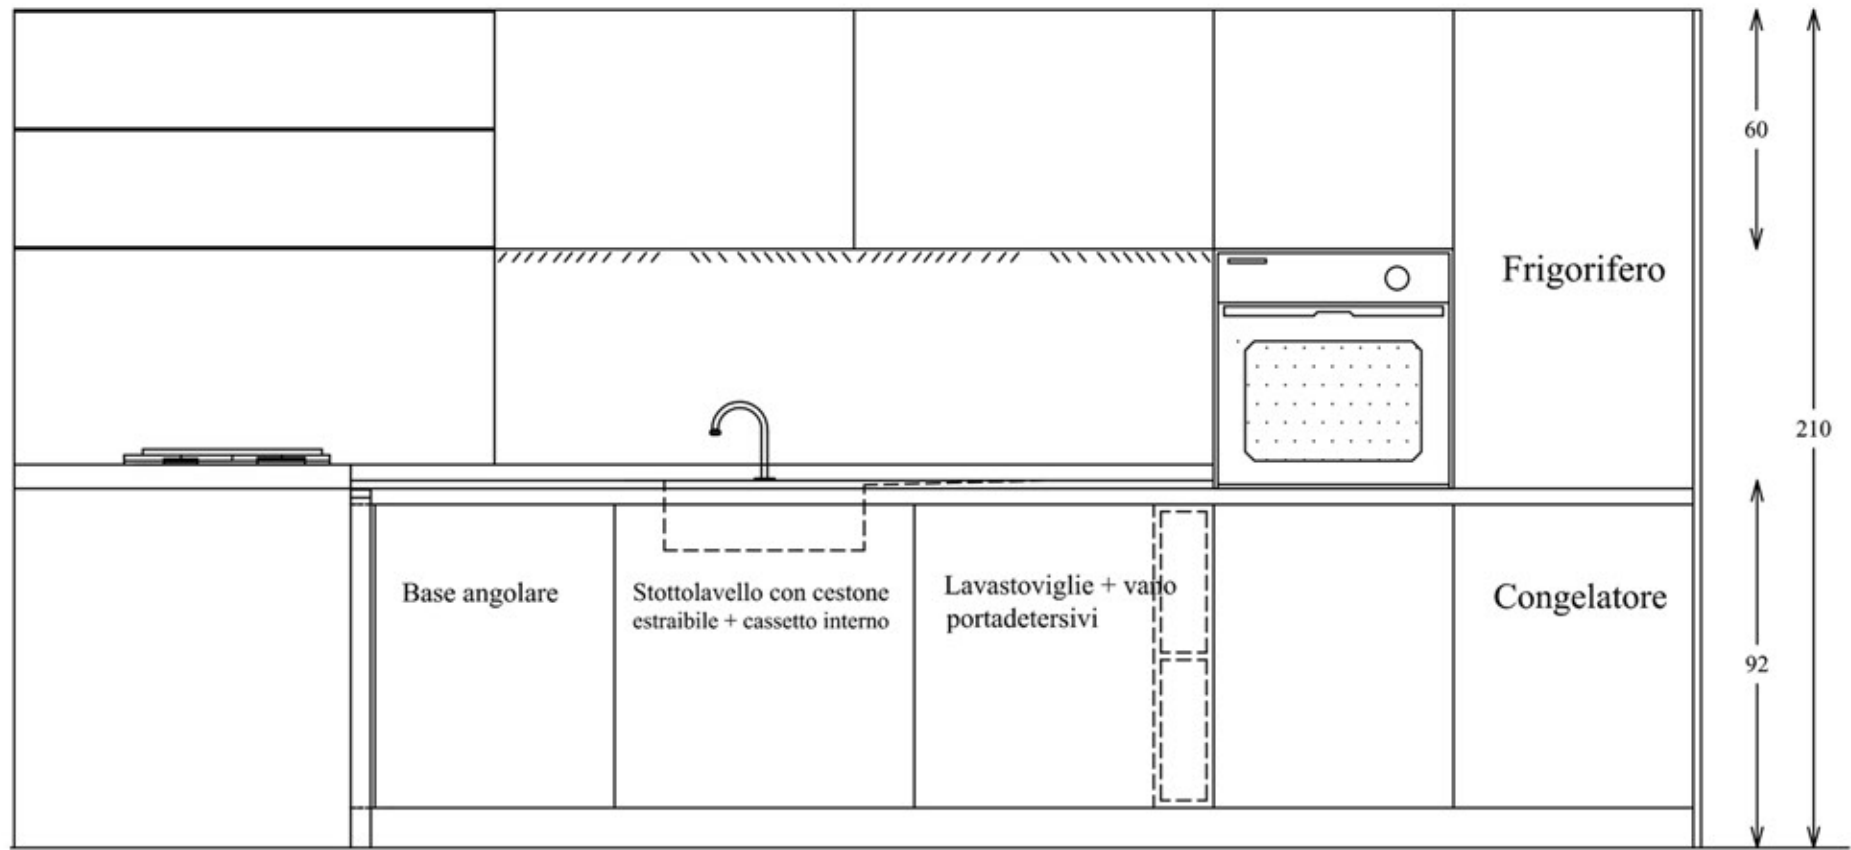 60
Frigorifero
210
Base angolare
Stottolavello con cestone
estraibile + cassetto interno
Lavastoviglie + vano
portadetersivi
Congelatore
92